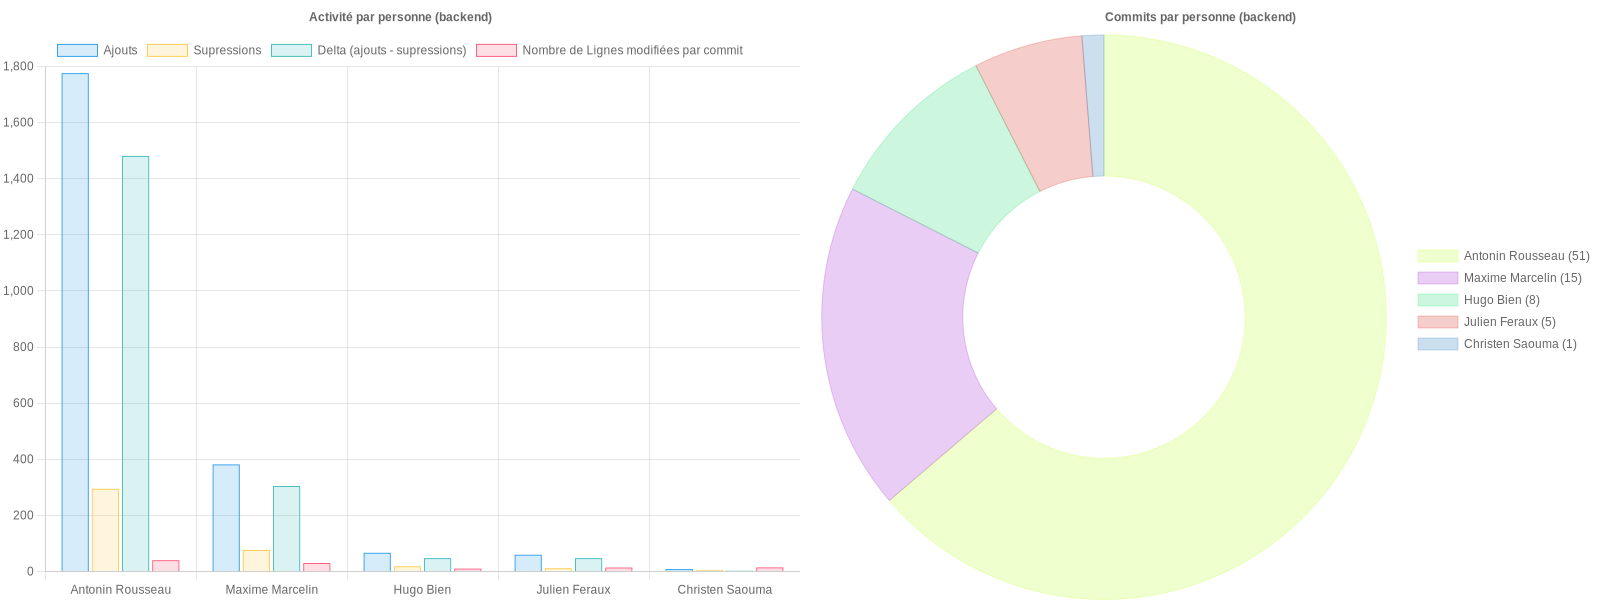 Activité par personne (backend)
Ajouts
Supressions
Delta (ajouts - supressions)
Nombre de Lignes modifiées par commit
1,800
1,600
1,400
1,200
1,000
800
600
400
200
0
Antonin Rousseau
Maxime Marcelin
Hugo Bien
Julien Feraux
Christen Saouma
Commits par personne (backend)
Antonin Rousseau (51)
Maxime Marcelin (15)
Hugo Bien (8)
Julien Feraux (5)
Christen Saouma (1)